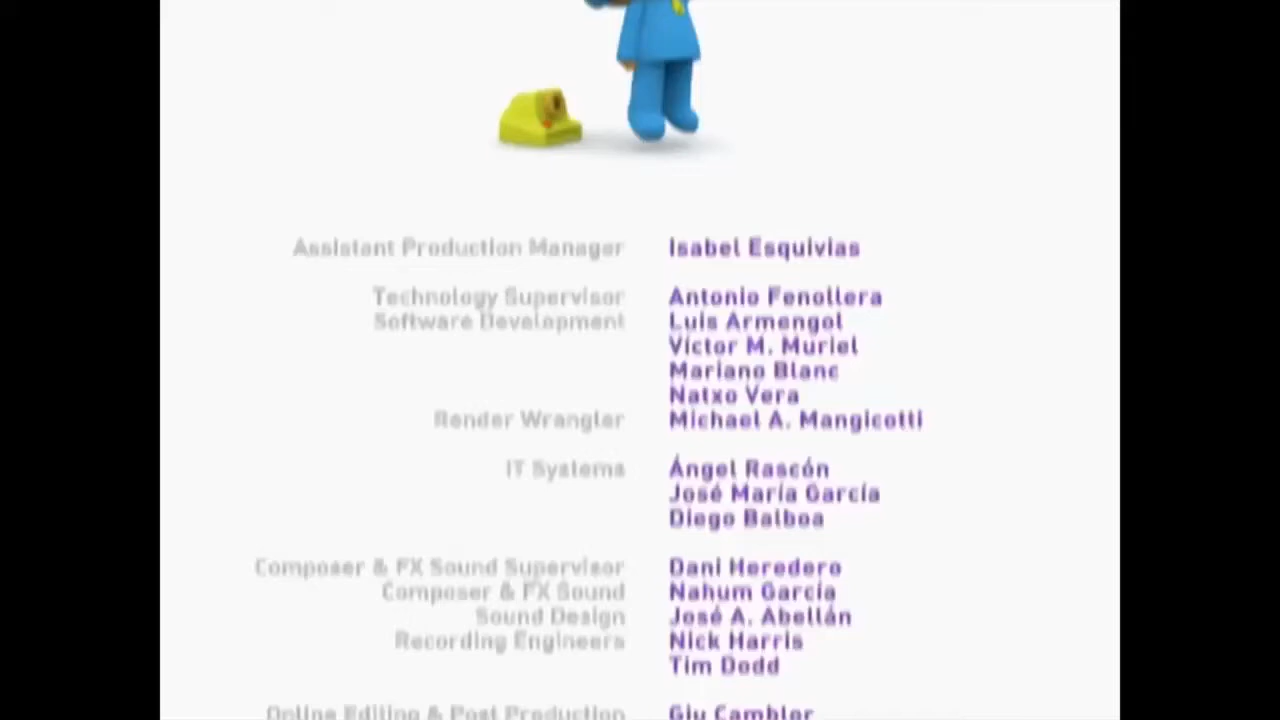 Assistant Production Manager Isabel Esquivias
Technology Supervisor Antonio Fenollera
Software Development Luis Armengol
Víctor M. Muriel
Mariano Blanc
Natxo Vera
Render Wrangler Michael A. Mangicotti
IT Systems Ángel Rascón
José María García
Diego Balboa
Composer & FX Sound Supervisor Dani Heredero
Composer & FX Sound Nahum García
Sound Design José A. Abellán
Recording Engineers Nick Harris
Tim Dodd
Online Editing & Post Production Giu Camblor